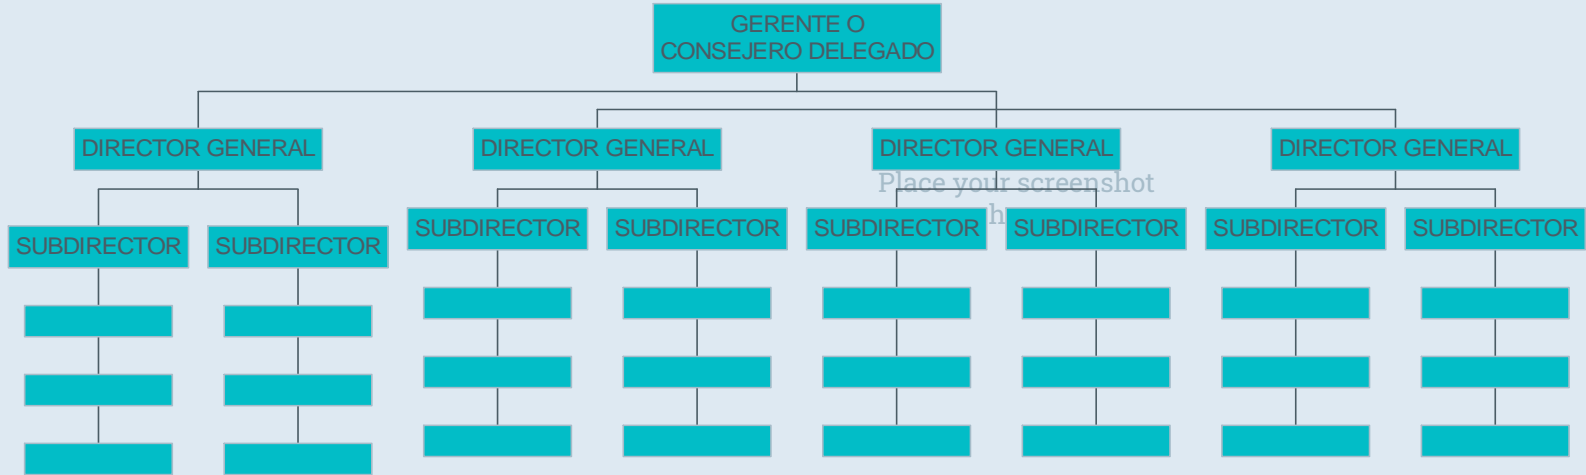 GERENTE O
CONSEJERO DELEGADO
DIRECTOR GENERAL
DIRECTOR GENERAL
DIRECTOR GENERAL
DIRECTOR GENERAL
Place your screenshot
SUBDIRECTOR
SUBDIRECTOR
SUBDIRECTOR
SUBDIRECTOR
SUBDIRECTOR
SUBDIRECTOR
SUBDIRECTOR
SUBDIRECTOR